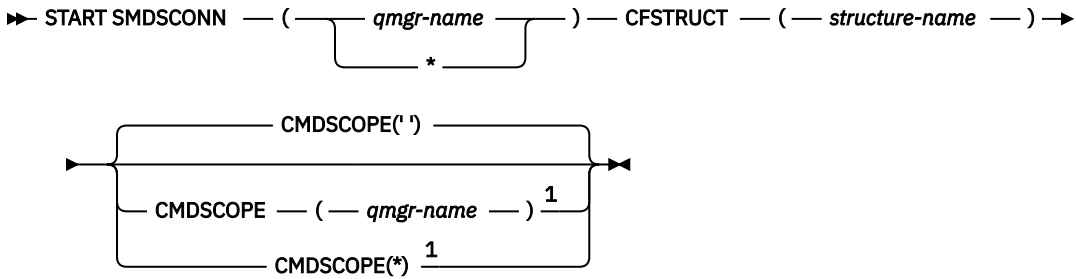 START SMDSCONN ( qmgr-name ) CFSTRUCT ( structure-name )
*
CMDSCOPE(' ')
CMDSCOPE ( qmgr-name ) 1
CMDSCOPE(*) 1